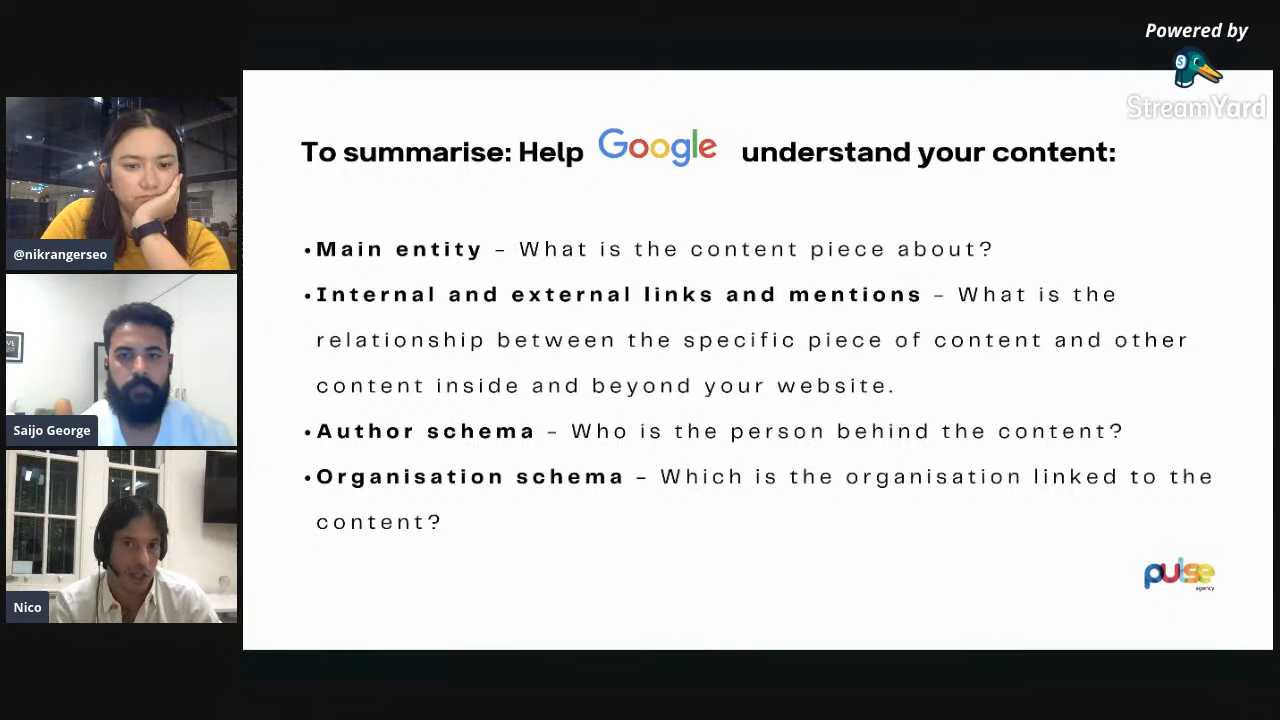 Powered by
StreamYard
To summarise: Help Google understand your content:
•Main entity – What is the content piece about?
•Internal and external links and mentions – What is the
relationship between the specific piece of content and other
content inside and beyond your website.
•Author schema – Who is the person behind the content?
•Organisation schema – Which is the organisation linked to the
content?
pulse
agency
@nikrangerseo
Saijo George
Nico